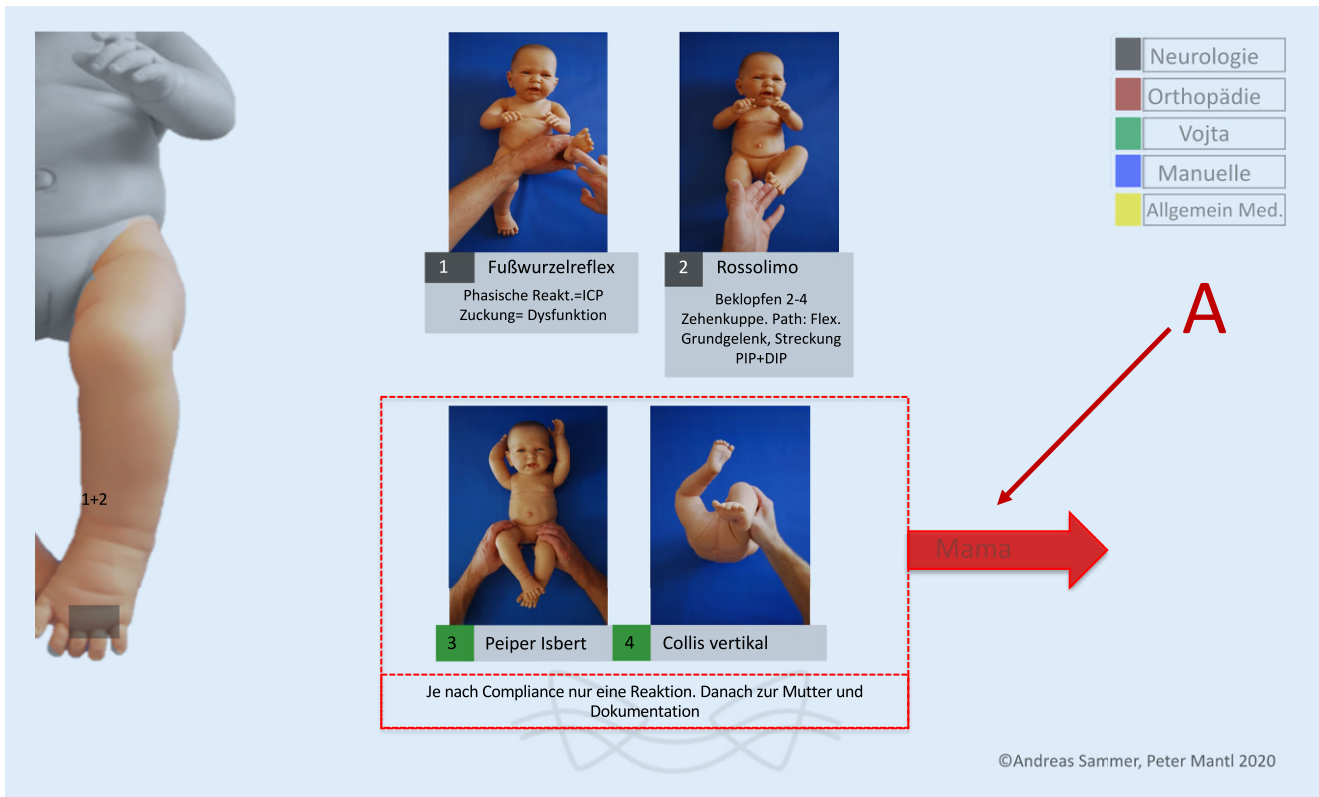 Neurologie
Orthopädie
Vojta
Manuelle
Allgemein Med.
1 Fußwurzelreflex
Phasische Reakt.=ICP
Zuckung= Dysfunktion
2 Rossolimo
Beklopfen 2-4
Zehenkuppe. Path: Flex.
Grundgelenk, Streckung
PIP+DIP
A
1+2
Mama
3 Peiper Isbert
4 Collis vertikal
Je nach Compliance nur eine Reaktion. Danach zur Mutter und
Dokumentation
©Andreas Sammer, Peter Mantl 2020